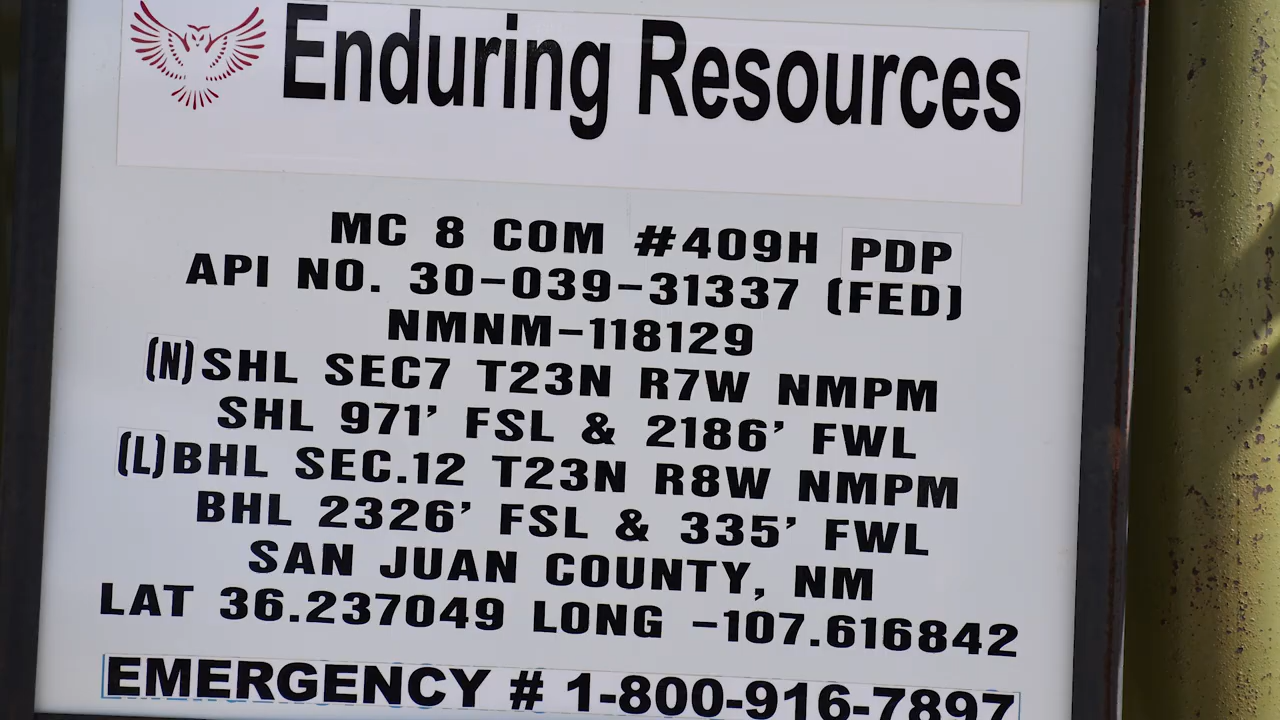 Enduring Resources
MC 8 COM #409H PDP
API NO. 30-039-31337 (FED)
NMNM-118129
(N)SHL SEC7 T23N R7W NMPM
SHL 971' FSL & 2186' FWL
(L)BHL SEC.12 T23N R8W NMPM
BHL 2326' FSL & 335' FWL
SAN JUAN COUNTY, NM
LAT 36.237049 LONG -107.616842
EMERGENCY # 1-800-916-7897